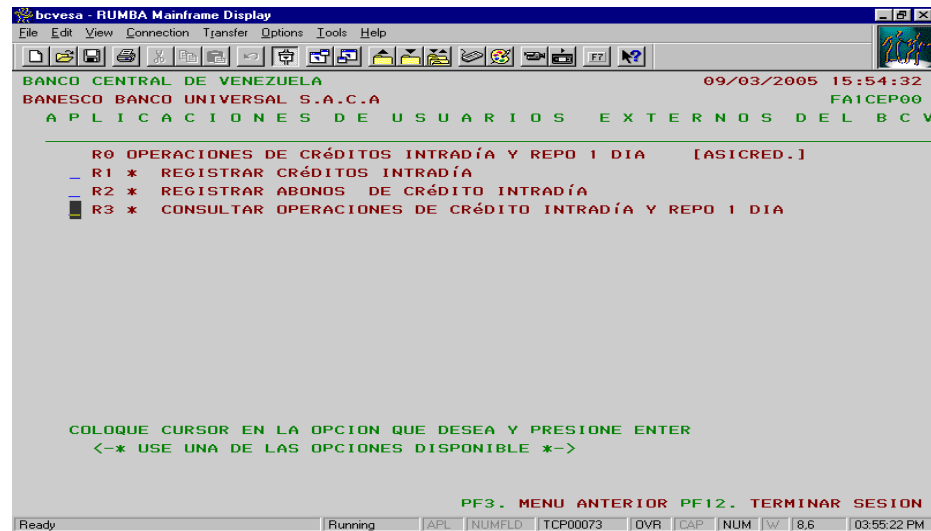 bcvesa - RUMBA Mainframe Display
File Edit View Connection Transfer Options Tools Help
F7
BANCO CENTRAL DE VENEZUELA 09/03/2005 15:54:32
BANESCO BANCO UNIVERSAL S.A.C.A FA1CEP00
A P L I C A C I O N E S D E U S U A R I O S E X T E R N O S D E L B C V
R0 OPERACIONES DE CRéDITOS INTRADíA Y REPO 1 DIA [ASICRED.]
_ R1 * REGISTRAR CRéDITOS INTRADíA
_ R2 * REGISTRAR ABONOS DE CRéDITO INTRADíA
_ R3 * CONSULTAR OPERACIONES DE CRéDITO INTRADíA Y REPO 1 DIA
COLOQUE CURSOR EN LA OPCION QUE DESEA Y PRESIONE ENTER
<-* USE UNA DE LAS OPCIONES DISPONIBLE *->
PF3. MENU ANTERIOR PF12. TERMINAR SESION
Ready Running APL NUMFLD TCP00073 OVR CAP NUM W 8,6 03:55:22 PM